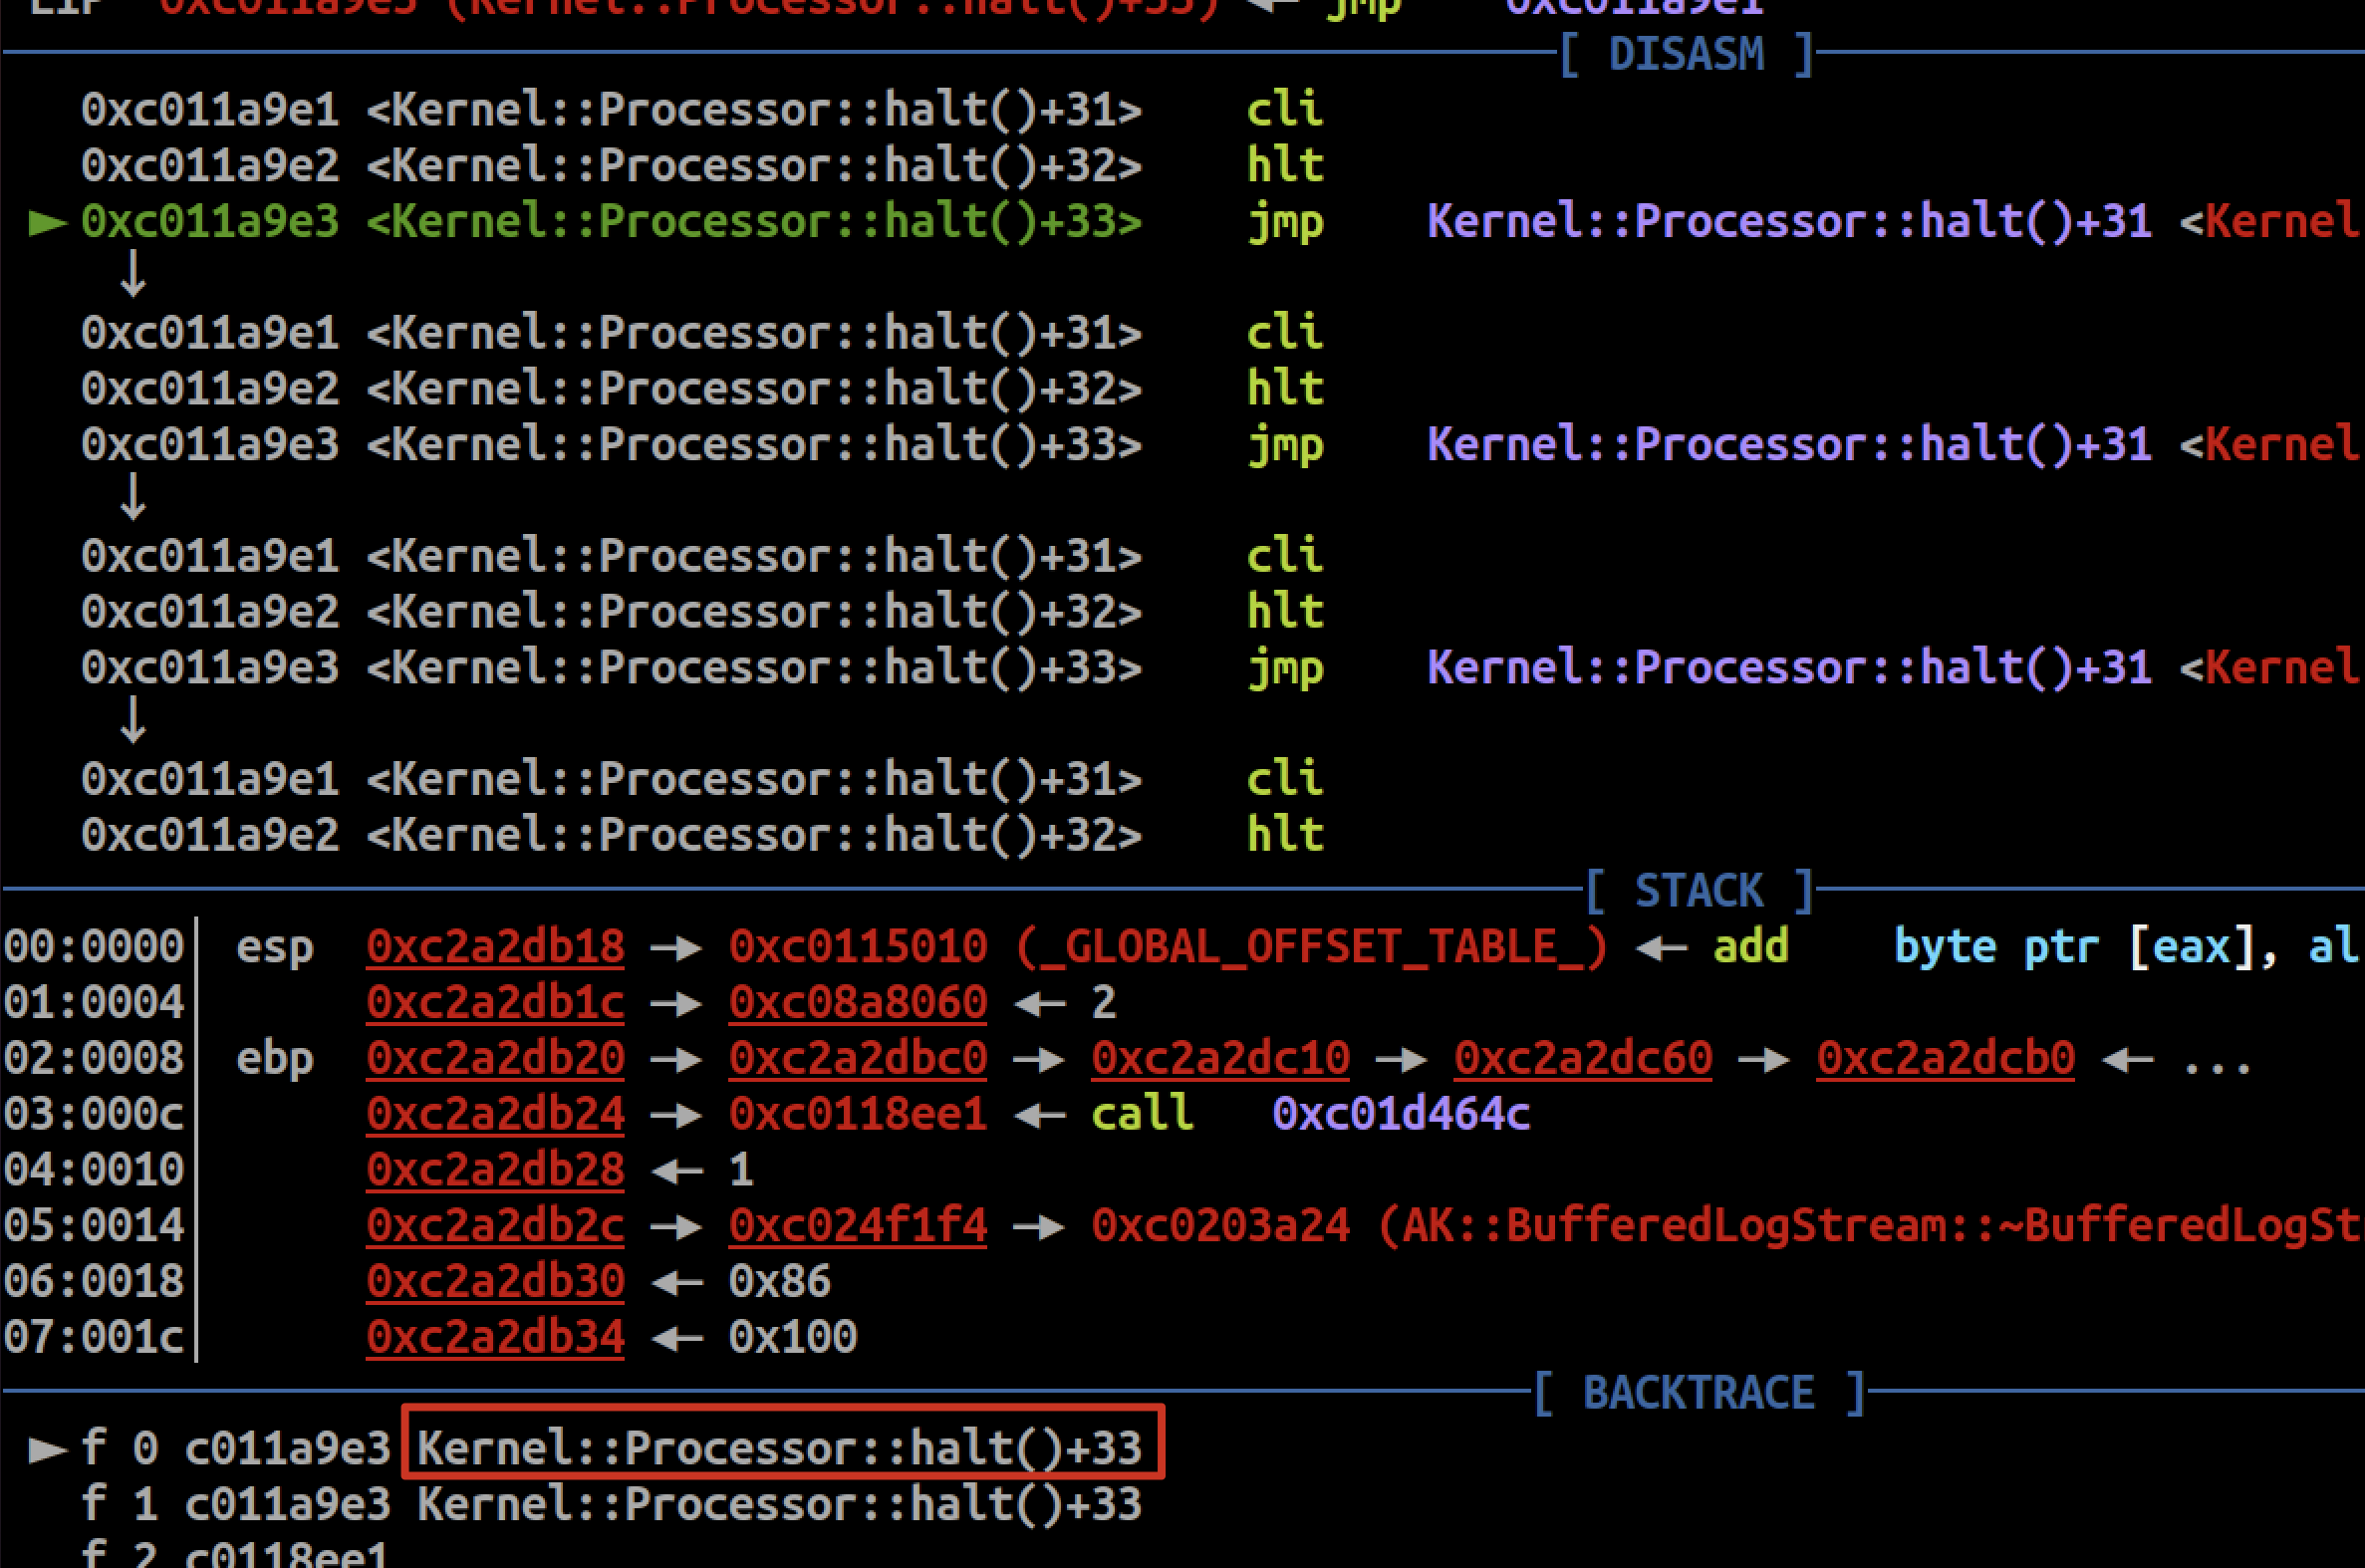 EIP 0xc011a9e3 (Kernel::Processor::halt()+33) ◂— jmp 0xc011a9e1
[ DISASM ]
0xc011a9e1 <Kernel::Processor::halt()+31> cli
0xc011a9e2 <Kernel::Processor::halt()+32> hlt
► 0xc011a9e3 <Kernel::Processor::halt()+33> jmp Kernel::Processor::halt()+31 <Kernel
↓
0xc011a9e1 <Kernel::Processor::halt()+31> cli
0xc011a9e2 <Kernel::Processor::halt()+32> hlt
0xc011a9e3 <Kernel::Processor::halt()+33> jmp Kernel::Processor::halt()+31 <Kernel
↓
0xc011a9e1 <Kernel::Processor::halt()+31> cli
0xc011a9e2 <Kernel::Processor::halt()+32> hlt
0xc011a9e3 <Kernel::Processor::halt()+33> jmp Kernel::Processor::halt()+31 <Kernel
↓
0xc011a9e1 <Kernel::Processor::halt()+31> cli
0xc011a9e2 <Kernel::Processor::halt()+32> hlt
[ STACK ]
00:0000│ esp 0xc2a2db18 —▸ 0xc0115010 (_GLOBAL_OFFSET_TABLE_) ◂— add byte ptr [eax], al
01:0004│ 0xc2a2db1c —▸ 0xc08a8060 ◂— 2
02:0008│ ebp 0xc2a2db20 —▸ 0xc2a2dbc0 —▸ 0xc2a2dc10 —▸ 0xc2a2dc60 —▸ 0xc2a2dcb0 ◂— ...
03:000c│ 0xc2a2db24 —▸ 0xc0118ee1 ◂— call 0xc01d464c
04:0010│ 0xc2a2db28 ◂— 1
05:0014│ 0xc2a2db2c —▸ 0xc024f1f4 —▸ 0xc0203a24 (AK::BufferedLogStream::~BufferedLogSt
06:0018│ 0xc2a2db30 ◂— 0x86
07:001c│ 0xc2a2db34 ◂— 0x100
[ BACKTRACE ]
► f 0 c011a9e3 Kernel::Processor::halt()+33
f 1 c011a9e3 Kernel::Processor::halt()+33
f 2 c0118ee1